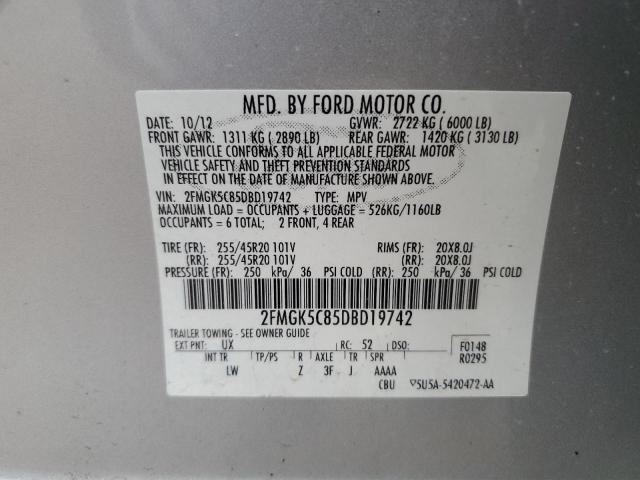 MFD. BY FORD MOTOR CO.
DATE: 10/12 GVWR: 2722 KG ( 6000 LB)
FRONT GAWR: 1311 KG ( 2890 LB) REAR GAWR: 1420 KG ( 3130 LB)
THIS VEHICLE CONFORMS TO ALL APPLICABLE FEDERAL MOTOR
VEHICLE SAFETY AND THEFT PREVENTION STANDARDS
IN EFFECT ON THE DATE OF MANUFACTURE SHOWN ABOVE.
VIN: 2FMGK5C85DBD19742 TYPE: MPV
MAXIMUM LOAD = OCCUPANTS + LUGGAGE = 526KG/1160LB
OCCUPANTS = 6 TOTAL; 2 FRONT, 4 REAR
TIRE (FR): 255/45R20 101V RIMS (FR): 20X8.0J
(RR): 255/45R20 101V (RR): 20X8.0J
PRESSURE (FR): 250 kPa/ 36 PSI COLD (RR): 250 kPa/ 36 PSI COLD
2FMGK5C85DBD19742
TRAILER TOWING - SEE OWNER GUIDE
EXT PNT: UX RC: 52 DSO: F0148
R0295
INT TR TP/PS R AXLE TR SPR
LW Z 3F J AAAA
CBU 5U5A-5420472-AA